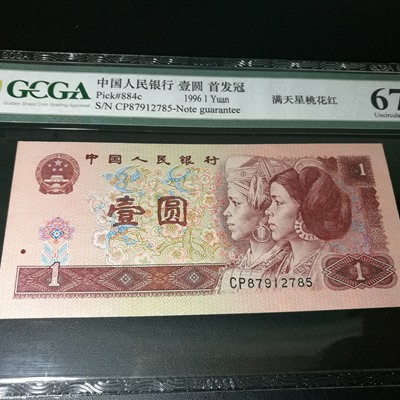 GCGA
Golden Shield Coin Grading Appraisal
中国人民银行 壹圆 首发冠
Pick#884c 1996 1 Yuan
S/N CP87912785-Note guarantee
满天星桃花红
67
Uncircula
中国人民银行
1
壹圆
CP87912785
1
1